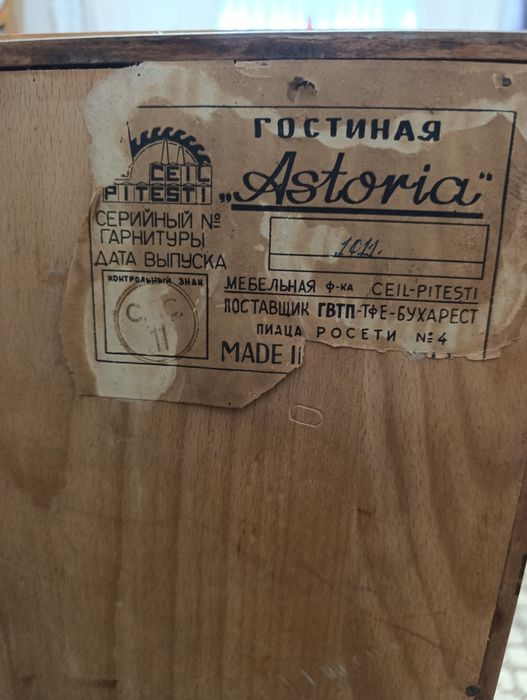 ГОСТИНАЯ
CEIL
PITESTI
„Astoria“
СЕРИЙНЫЙ №
ГАРНИТУРЫ
1011.
ДАТА ВЫПУСКА
КОНТРОЛЬНЫЙ ЗНАК
C. C.
11
МЕБЕЛЬНАЯ Ф-КА CEIL-PITESTI
ПОСТАВЩИК ГВТП-ТФЕ-БУХАРЕСТ
ПИАЦА РОСЕТИ №4
MADE